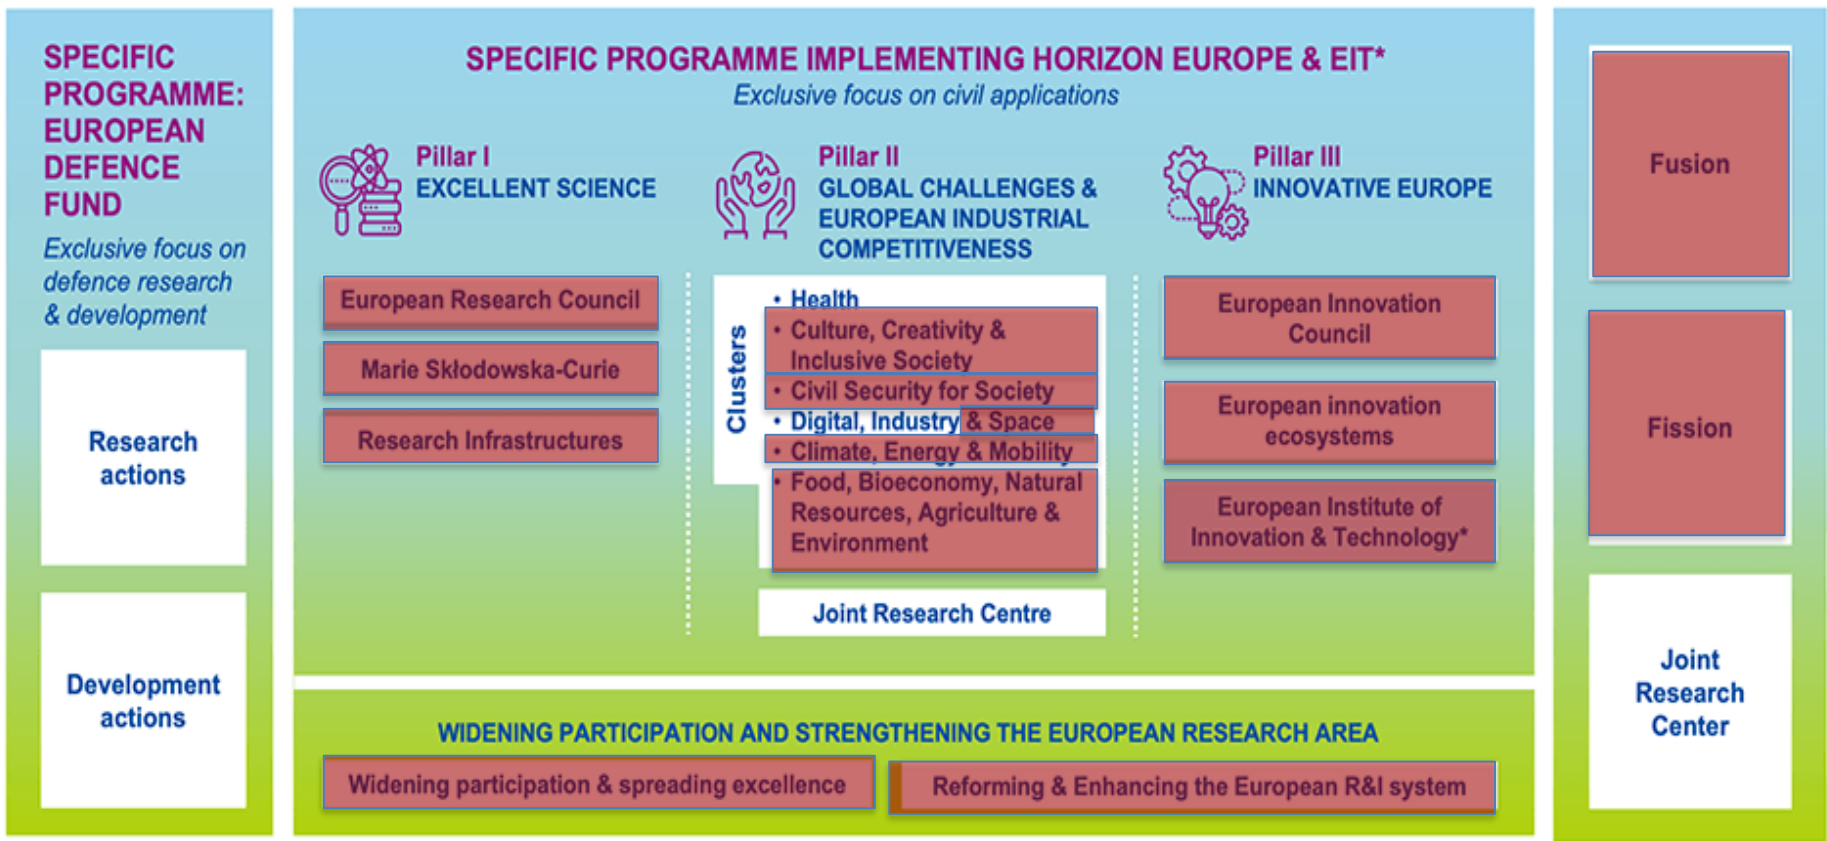 SPECIFIC
PROGRAMME:
EUROPEAN
DEFENCE
FUND
Exclusive focus on
defence research
& development
Research
actions
Development
actions
SPECIFIC PROGRAMME IMPLEMENTING HORIZON EUROPE & EIT*
Exclusive focus on civil applications
Pillar I
EXCELLENT SCIENCE
European Research Council
Marie Skłodowska-Curie
Research Infrastructures
Pillar II
GLOBAL CHALLENGES &
EUROPEAN INDUSTRIAL
COMPETITIVENESS
Clusters
• Health
• Culture, Creativity &
Inclusive Society
• Civil Security for Society
• Digital, Industry & Space
• Climate, Energy & Mobility
• Food, Bioeconomy, Natural
Resources, Agriculture &
Environment
Joint Research Centre
Pillar III
INNOVATIVE EUROPE
European Innovation
Council
European innovation
ecosystems
European Institute of
Innovation & Technology*
WIDENING PARTICIPATION AND STRENGTHENING THE EUROPEAN RESEARCH AREA
Widening participation & spreading excellence
Reforming & Enhancing the European R&I system
Fusion
Fission
Joint
Research
Center